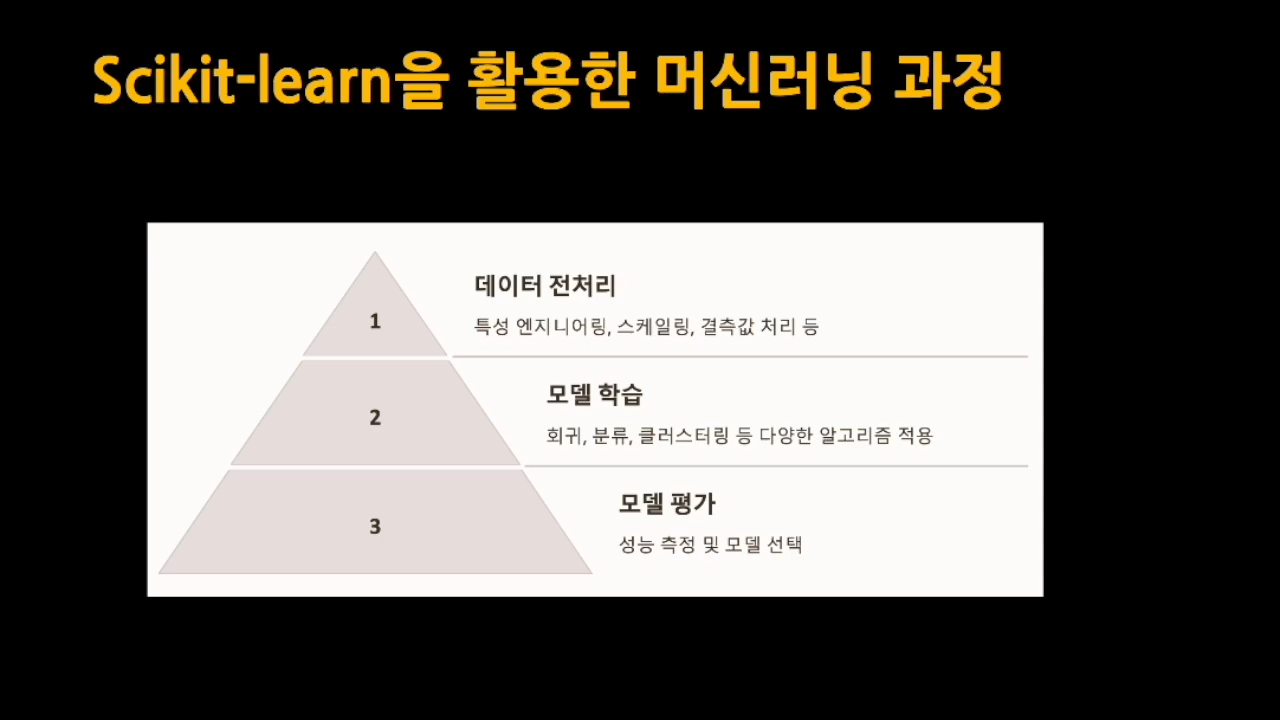 Scikit-learn을 활용한 머신러닝 과정
1
데이터 전처리
특성 엔지니어링, 스케일링, 결측값 처리 등
2
모델 학습
회귀, 분류, 클러스터링 등 다양한 알고리즘 적용
3
모델 평가
성능 측정 및 모델 선택